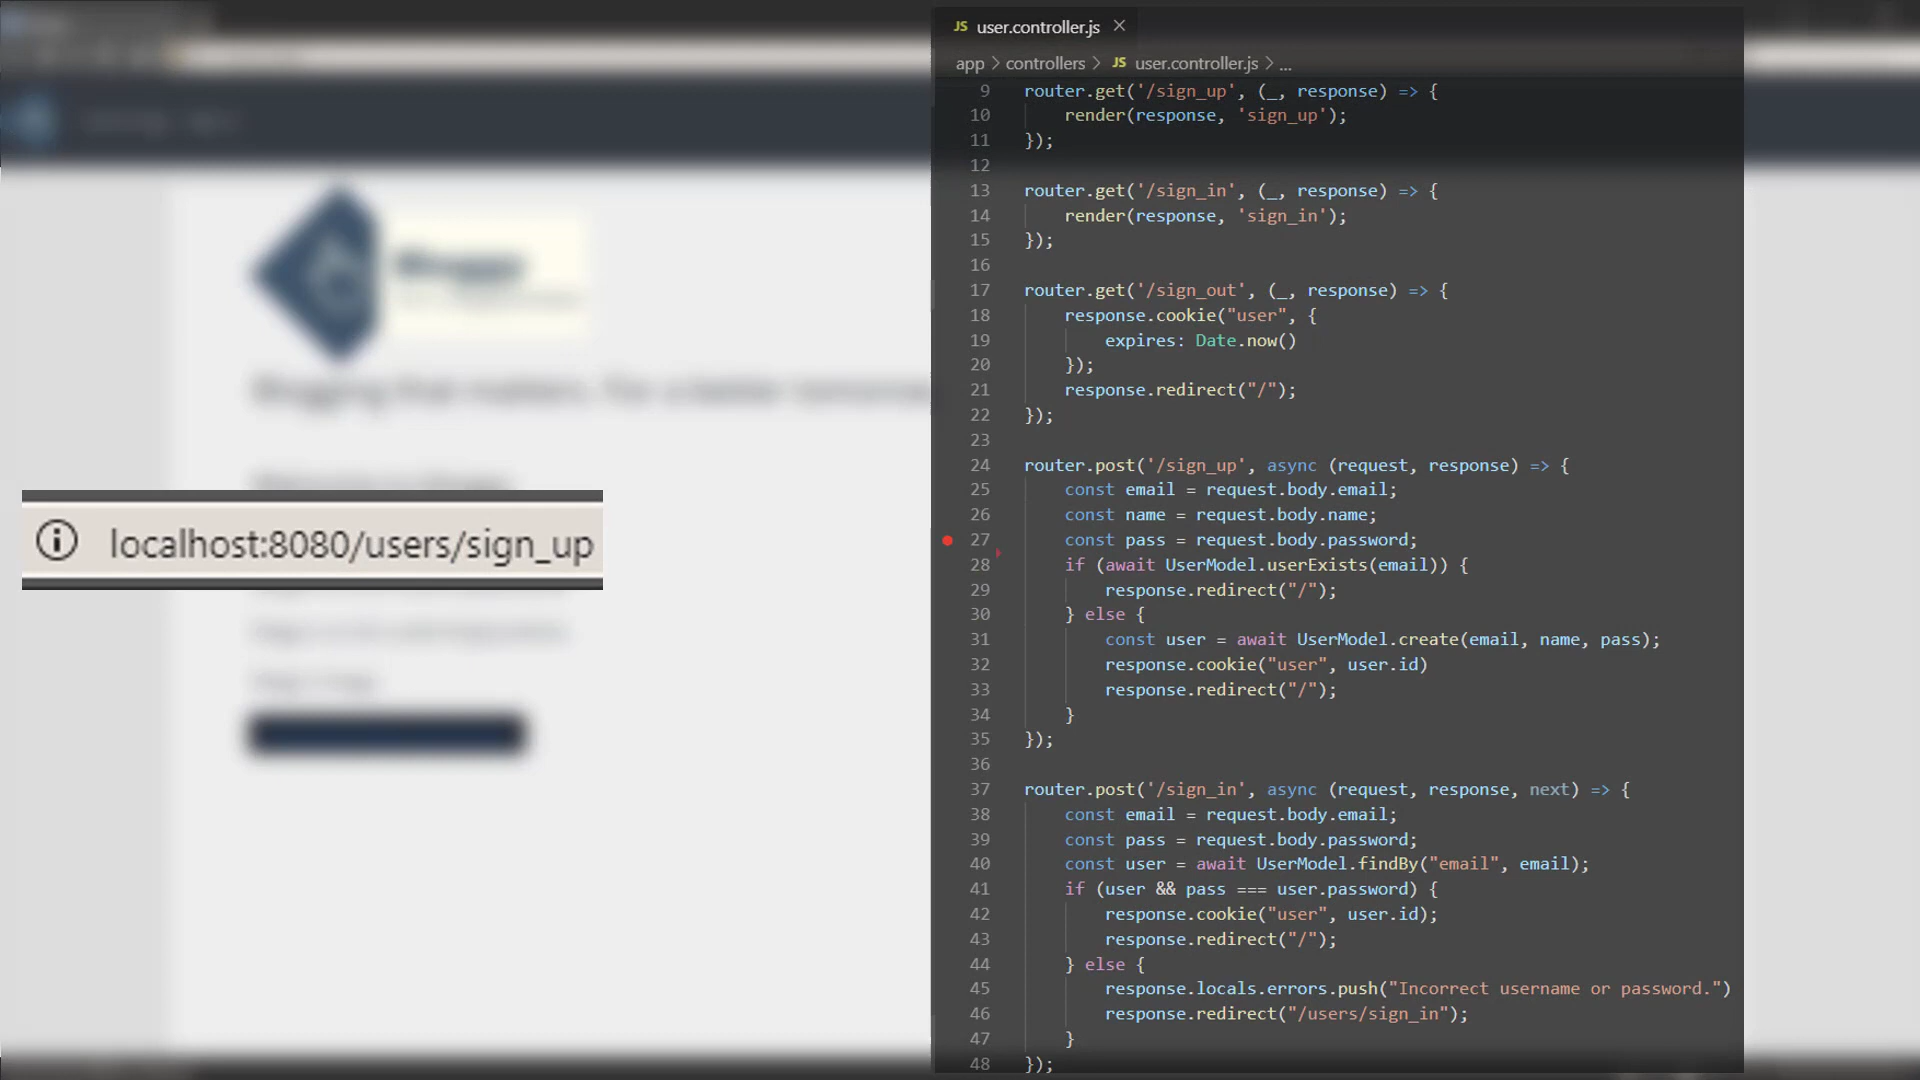 Bloggy
Blogging that matters. For a better tomorrow
localhost:8080/users/sign_up
JS user.controller.js ×
app > controllers > JS user.controller.js > ...
9 router.get('/sign_up', (_, response) => {
10 render(response, 'sign_up');
11 });
12
13 router.get('/sign_in', (_, response) => {
14 render(response, 'sign_in');
15 });
16
17 router.get('/sign_out', (_, response) => {
18 response.cookie("user", {
19 expires: Date.now()
20 });
21 response.redirect("/");
22 });
23
24 router.post('/sign_up', async (request, response) => {
25 const email = request.body.email;
26 const name = request.body.name;
27 const pass = request.body.password;
28 if (await UserModel.userExists(email)) {
29 response.redirect("/");
30 } else {
31 const user = await UserModel.create(email, name, pass);
32 response.cookie("user", user.id)
33 response.redirect("/");
34 }
35 });
36
37 router.post('/sign_in', async (request, response, next) => {
38 const email = request.body.email;
39 const pass = request.body.password;
40 const user = await UserModel.findBy("email", email);
41 if (user && pass === user.password) {
42 response.cookie("user", user.id);
43 response.redirect("/");
44 } else {
45 response.locals.errors.push("Incorrect username or password.")
46 response.redirect("/users/sign_in");
47 }
48 });